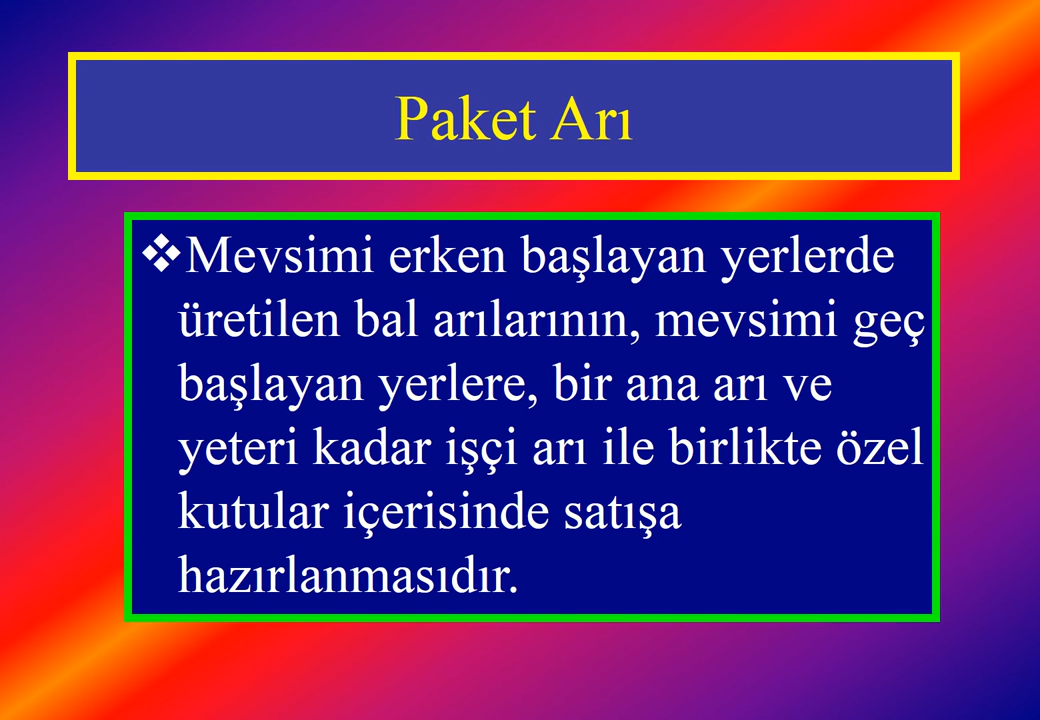 Paket Arı
❖Mevsimi erken başlayan yerlerde
üretilen bal arılarının, mevsimi geç
başlayan yerlere, bir ana arı ve
yeteri kadar işçi arı ile birlikte özel
kutular içerisinde satışa
hazırlanmasıdır.